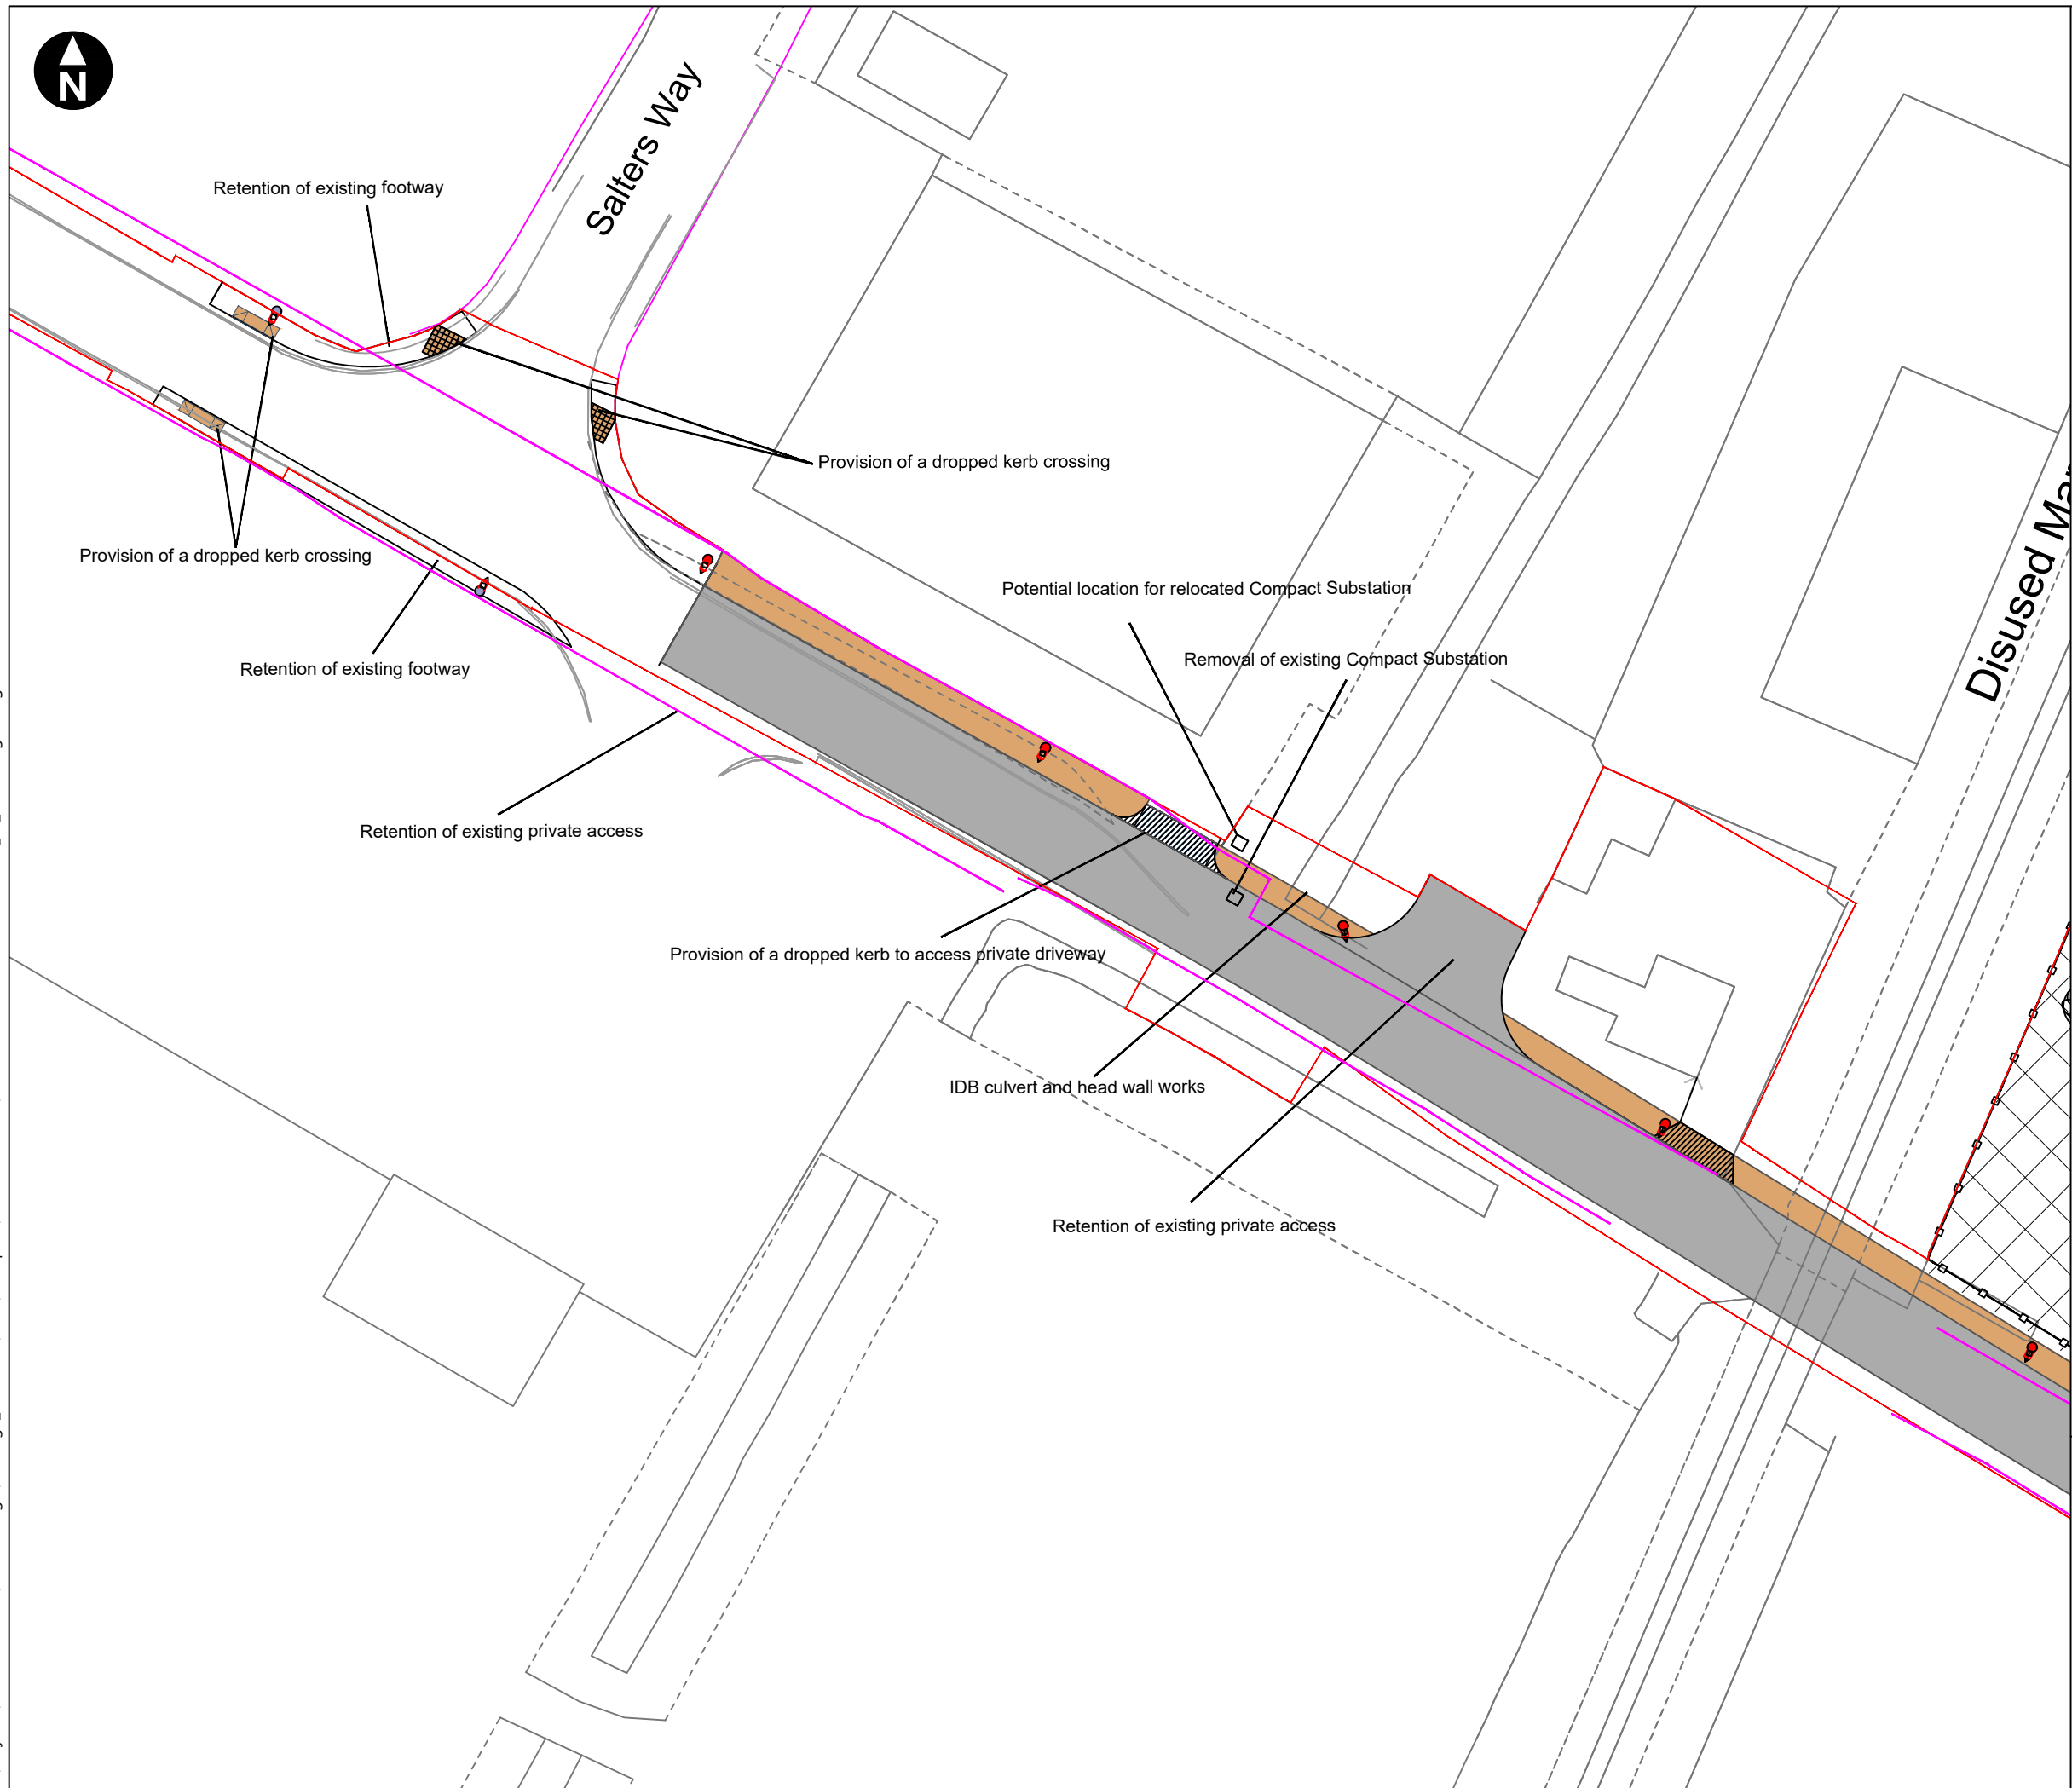 N
Salters Way
Retention of existing footway
Provision of a dropped kerb crossing
Provision of a dropped kerb crossing
Potential location for relocated Compact Substation
Removal of existing Compact Substation
Retention of existing footway
Disused
Retention of existing private access
Provision of a dropped kerb to access private driveway
IDB culvert and head wall works
Retention of existing private access